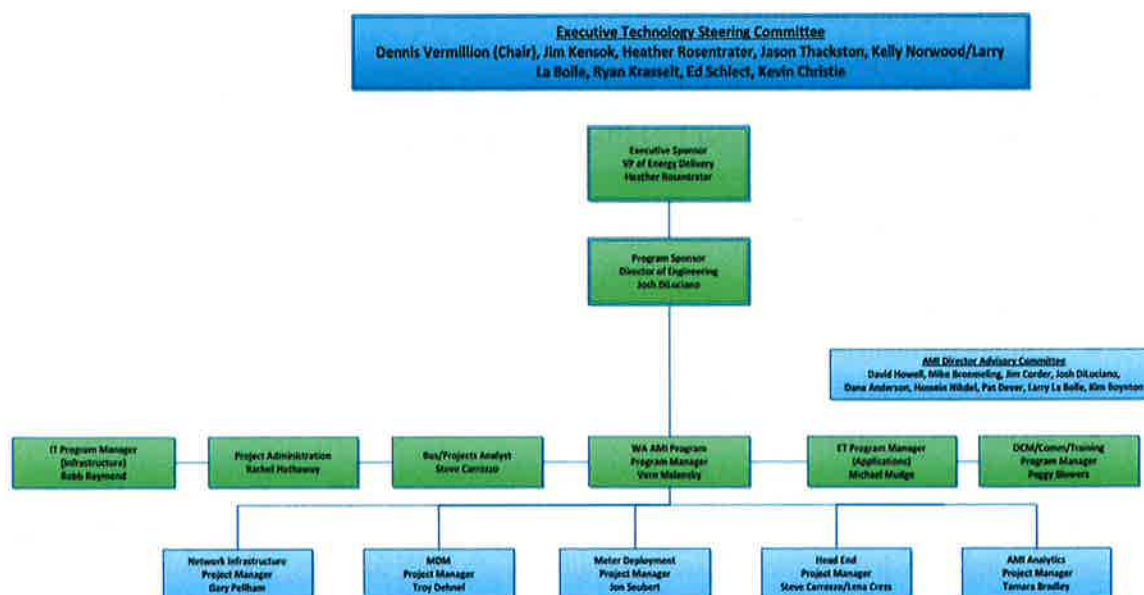 Executive Technology Steering Committee
Dennis Vermillion (Chair), Jim Kensok, Heather Rosentrater, Jason Thackston, Kelly Norwood/Larry
La Bolle, Ryan Krasselt, Ed Schlect, Kevin Christie
Executive Sponsor
VP of Energy Delivery
Heather Rosentrater
Program Sponsor
Director of Engineering
Josh DiLuciano
AMI Director Advisory Committee
David Howell, Mike Broemeling, Jim Corder, Josh DiLuciano,
Dana Anderson, Hossein Nikdel, Pat Dever, Larry La Bolle, Kim Boynton
IT Program Manager
(Infrastructure)
Robb Raymond
Project Administration
Rachel Hathaway
Bus/Projects Analyst
Steve Carrozzo
WA AMI Program
Program Manager
Vern Malensky
ET Program Manager
(Applications)
Michael Mudge
OCM/Comm/Training
Program Manager
Peggy Blowers
Network Infrastructure
Project Manager
Gary Pellham
MDM
Project Manager
Troy Dehnel
Meter Deployment
Project Manager
Jon Seubert
Head End
Project Manager
Steve Carrozzo/Lena Cress
AMI Analytics
Project Manager
Tamara Bradley